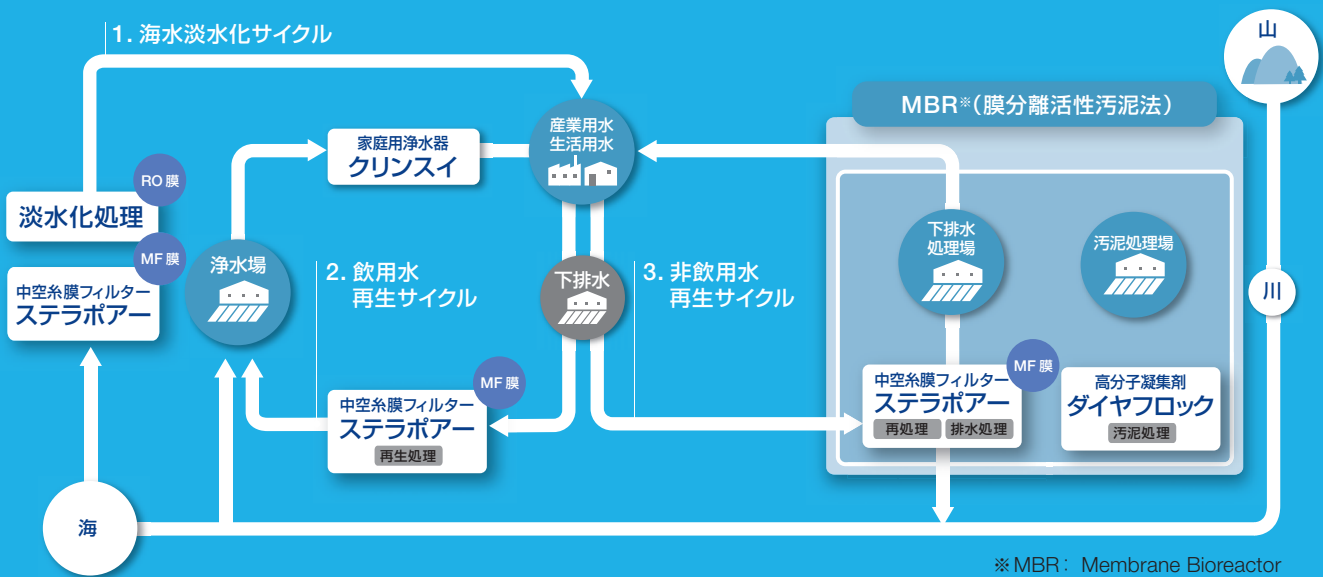 1. 海水淡水化サイクル
山
MBR※(膜分離活性汚泥法)
産業用水
生活用水
家庭用浄水器
クリンスイ
RO 膜
淡水化処理
MF 膜
中空糸膜フィルター
ステラポアー
浄水場
2. 飲用水
再生サイクル
下排水
3. 非飲用水
再生サイクル
下排水
処理場
汚泥処理場
川
MF 膜
中空糸膜フィルター
ステラポアー
再生処理
中空糸膜フィルター
ステラポアー
再処理 排水処理
MF 膜
高分子凝集剤
ダイヤフロック
汚泥処理
海
※MBR： Membrane Bioreactor